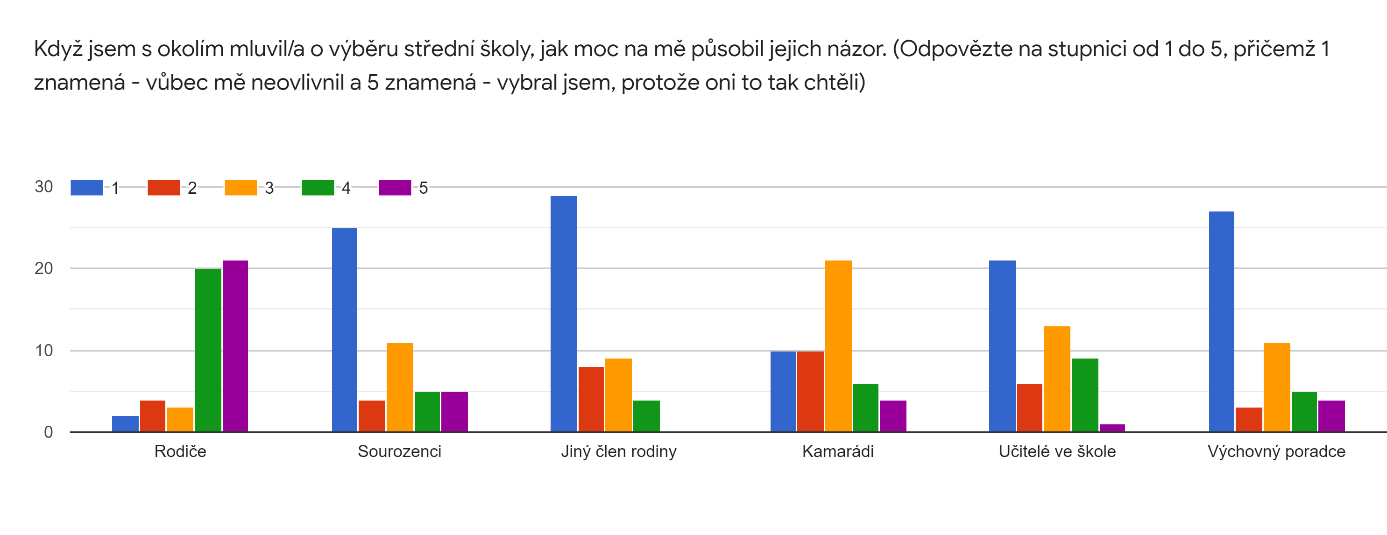 Když jsem s okolím mluvil/a o výběru střední školy, jak moc na mě působil jejich názor. (Odpovězte na stupnici od 1 do 5, přičemž 1
znamená - vůbec mě neovlivnil a 5 znamená - vybral jsem, protože oni to tak chtěli)
30 1 2 3 4 5
20
10
0
Rodiče Sourozenci Jiný člen rodiny Kamarádi Učitelé ve škole Výchovný poradce